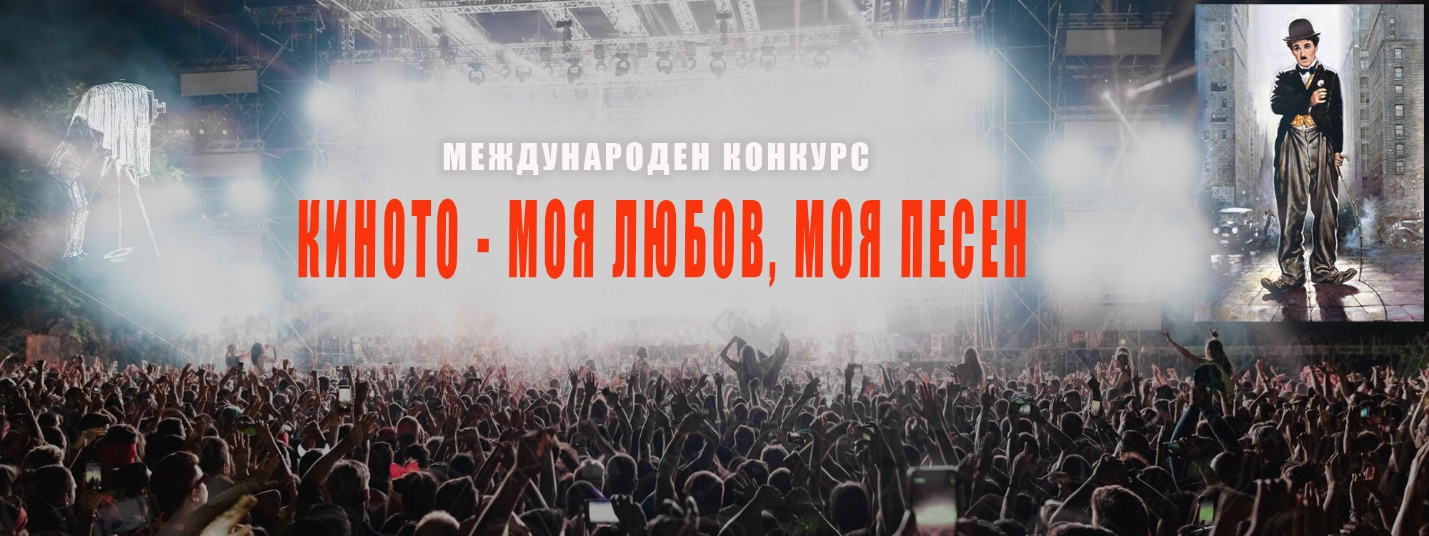 МЕЖДУНАРОДЕН КОНКУРС
КИНОТО - МОЯ ЛЮБОВ, МОЯ ПЕСЕН